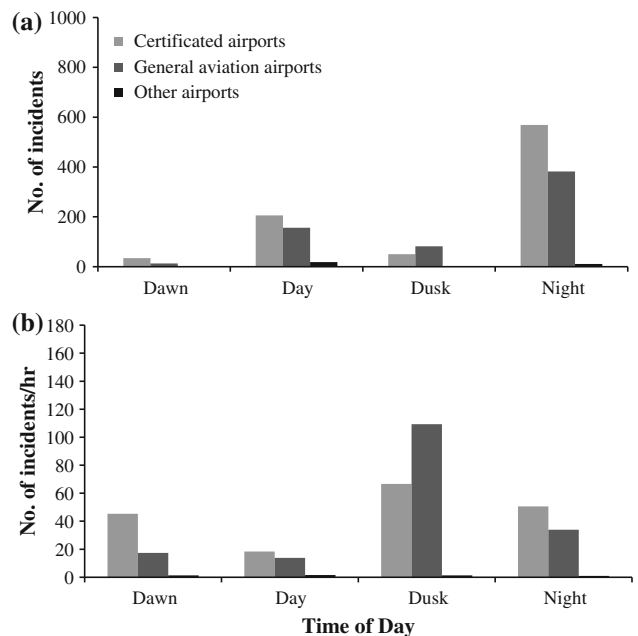 (a)
1000
800
600
400
200
0
No. of incidents
Certificated airports
General aviation airports
Other airports
Dawn Day Dusk Night
(b)
180
160
140
120
100
80
60
40
20
0
No. of incidents/hr
Dawn Day Dusk Night
Time of Day